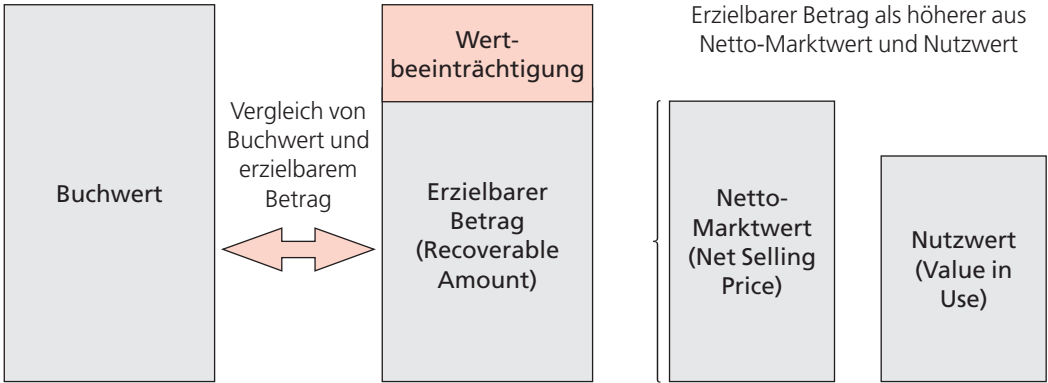 Buchwert
Vergleich von
Buchwert und
erzielbarem
Betrag
Wert-
beeinträchtigung
Erzielbarer
Betrag
(Recoverable
Amount)
Erzielbarer Betrag als höherer aus
Netto-Marktwert und Nutzwert
Netto-
Marktwert
(Net Selling
Price)
Nutzwert
(Value in
Use)